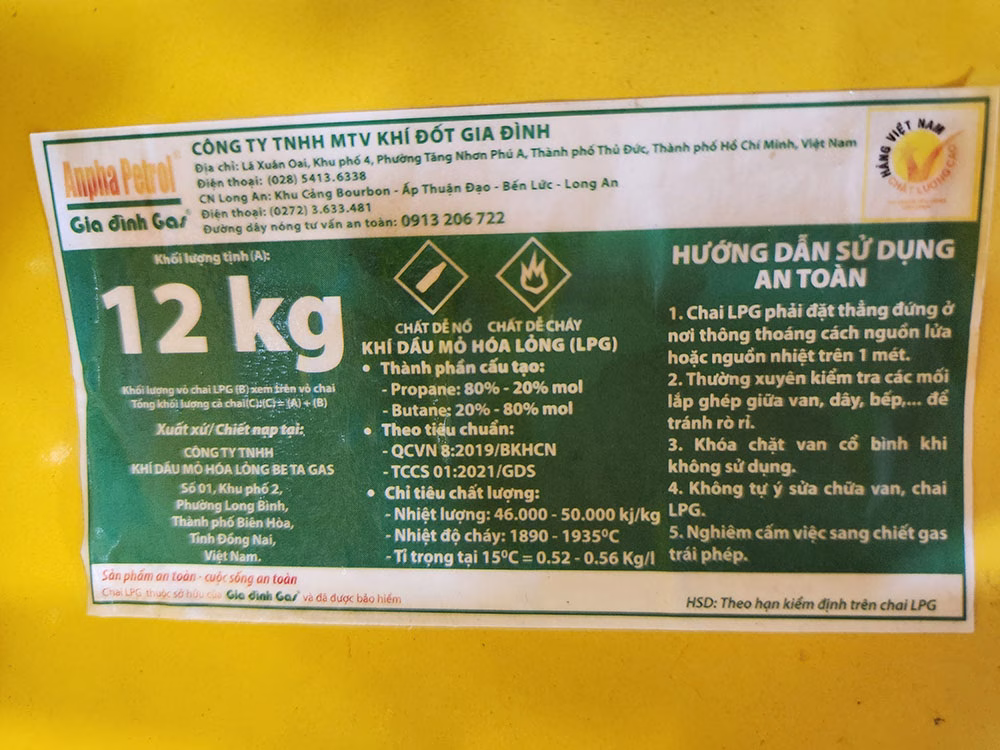 Anpha Petrol®
Gia đình Gas®
CÔNG TY TNHH MTV KHÍ ĐỐT GIA ĐÌNH
Địa chỉ: Lã Xuân Oai, Khu phố 4, Phường Tăng Nhơn Phú A, Thành phố Thủ Đức, Thành phố Hồ Chí Minh, Việt Nam
Điện thoại: (028) 5413.6338
CN Long An: Khu Cảng Bourbon - Ấp Thuận Đạo - Bến Lức - Long An
Điện thoại: (0272) 3.633.481
Đường dây nóng tư vấn an toàn: 0913 206 722
HÀNG VIỆT NAM
CHẤT LƯỢNG CAO
Khối lượng tịnh (A):
12 kg
Khối lượng vỏ chai LPG (B) xem trên vỏ chai
Tổng khối lượng cả chai(C):(C) = (A) + (B)
Xuất xứ/ Chiết nạp tại:
CÔNG TY TNHH
KHÍ DẦU MỎ HÓA LỎNG BETA GAS
Số 01, Khu phố 2,
Phường Long Bình,
Thành phố Biên Hòa,
Tỉnh Đồng Nai,
Việt Nam.
CHẤT DỄ NỔ CHẤT DỄ CHÁY
KHÍ DẦU MỎ HÓA LỎNG (LPG)
• Thành phần cấu tạo:
- Propane: 80% - 20% mol
- Butane: 20% - 80% mol
• Theo tiêu chuẩn:
- QCVN 8:2019/BKHCN
- TCCS 01:2021/GDS
• Chỉ tiêu chất lượng:
- Nhiệt lượng: 46.000 - 50.000 kj/kg
- Nhiệt độ cháy: 1890 - 1935ºC
- Tỉ trọng tại 15ºC = 0.52 - 0.56 Kg/l
HƯỚNG DẪN SỬ DỤNG
AN TOÀN
1. Chai LPG phải đặt thẳng đứng ở
nơi thông thoáng cách nguồn lửa
hoặc nguồn nhiệt trên 1 mét.
2. Thường xuyên kiểm tra các mối
lắp ghép giữa van, dây, bếp,... để
tránh rò rỉ.
3. Khóa chặt van cổ bình khi
không sử dụng.
4. Không tự ý sửa chữa van, chai
LPG.
5. Nghiêm cấm việc sang chiết gas
trái phép.
Sản phẩm an toàn - cuộc sống an toàn
Chai LPG thuộc sở hữu của Gia đình Gas® và đã được bảo hiểm
HSD: Theo hạn kiểm định trên chai LPG